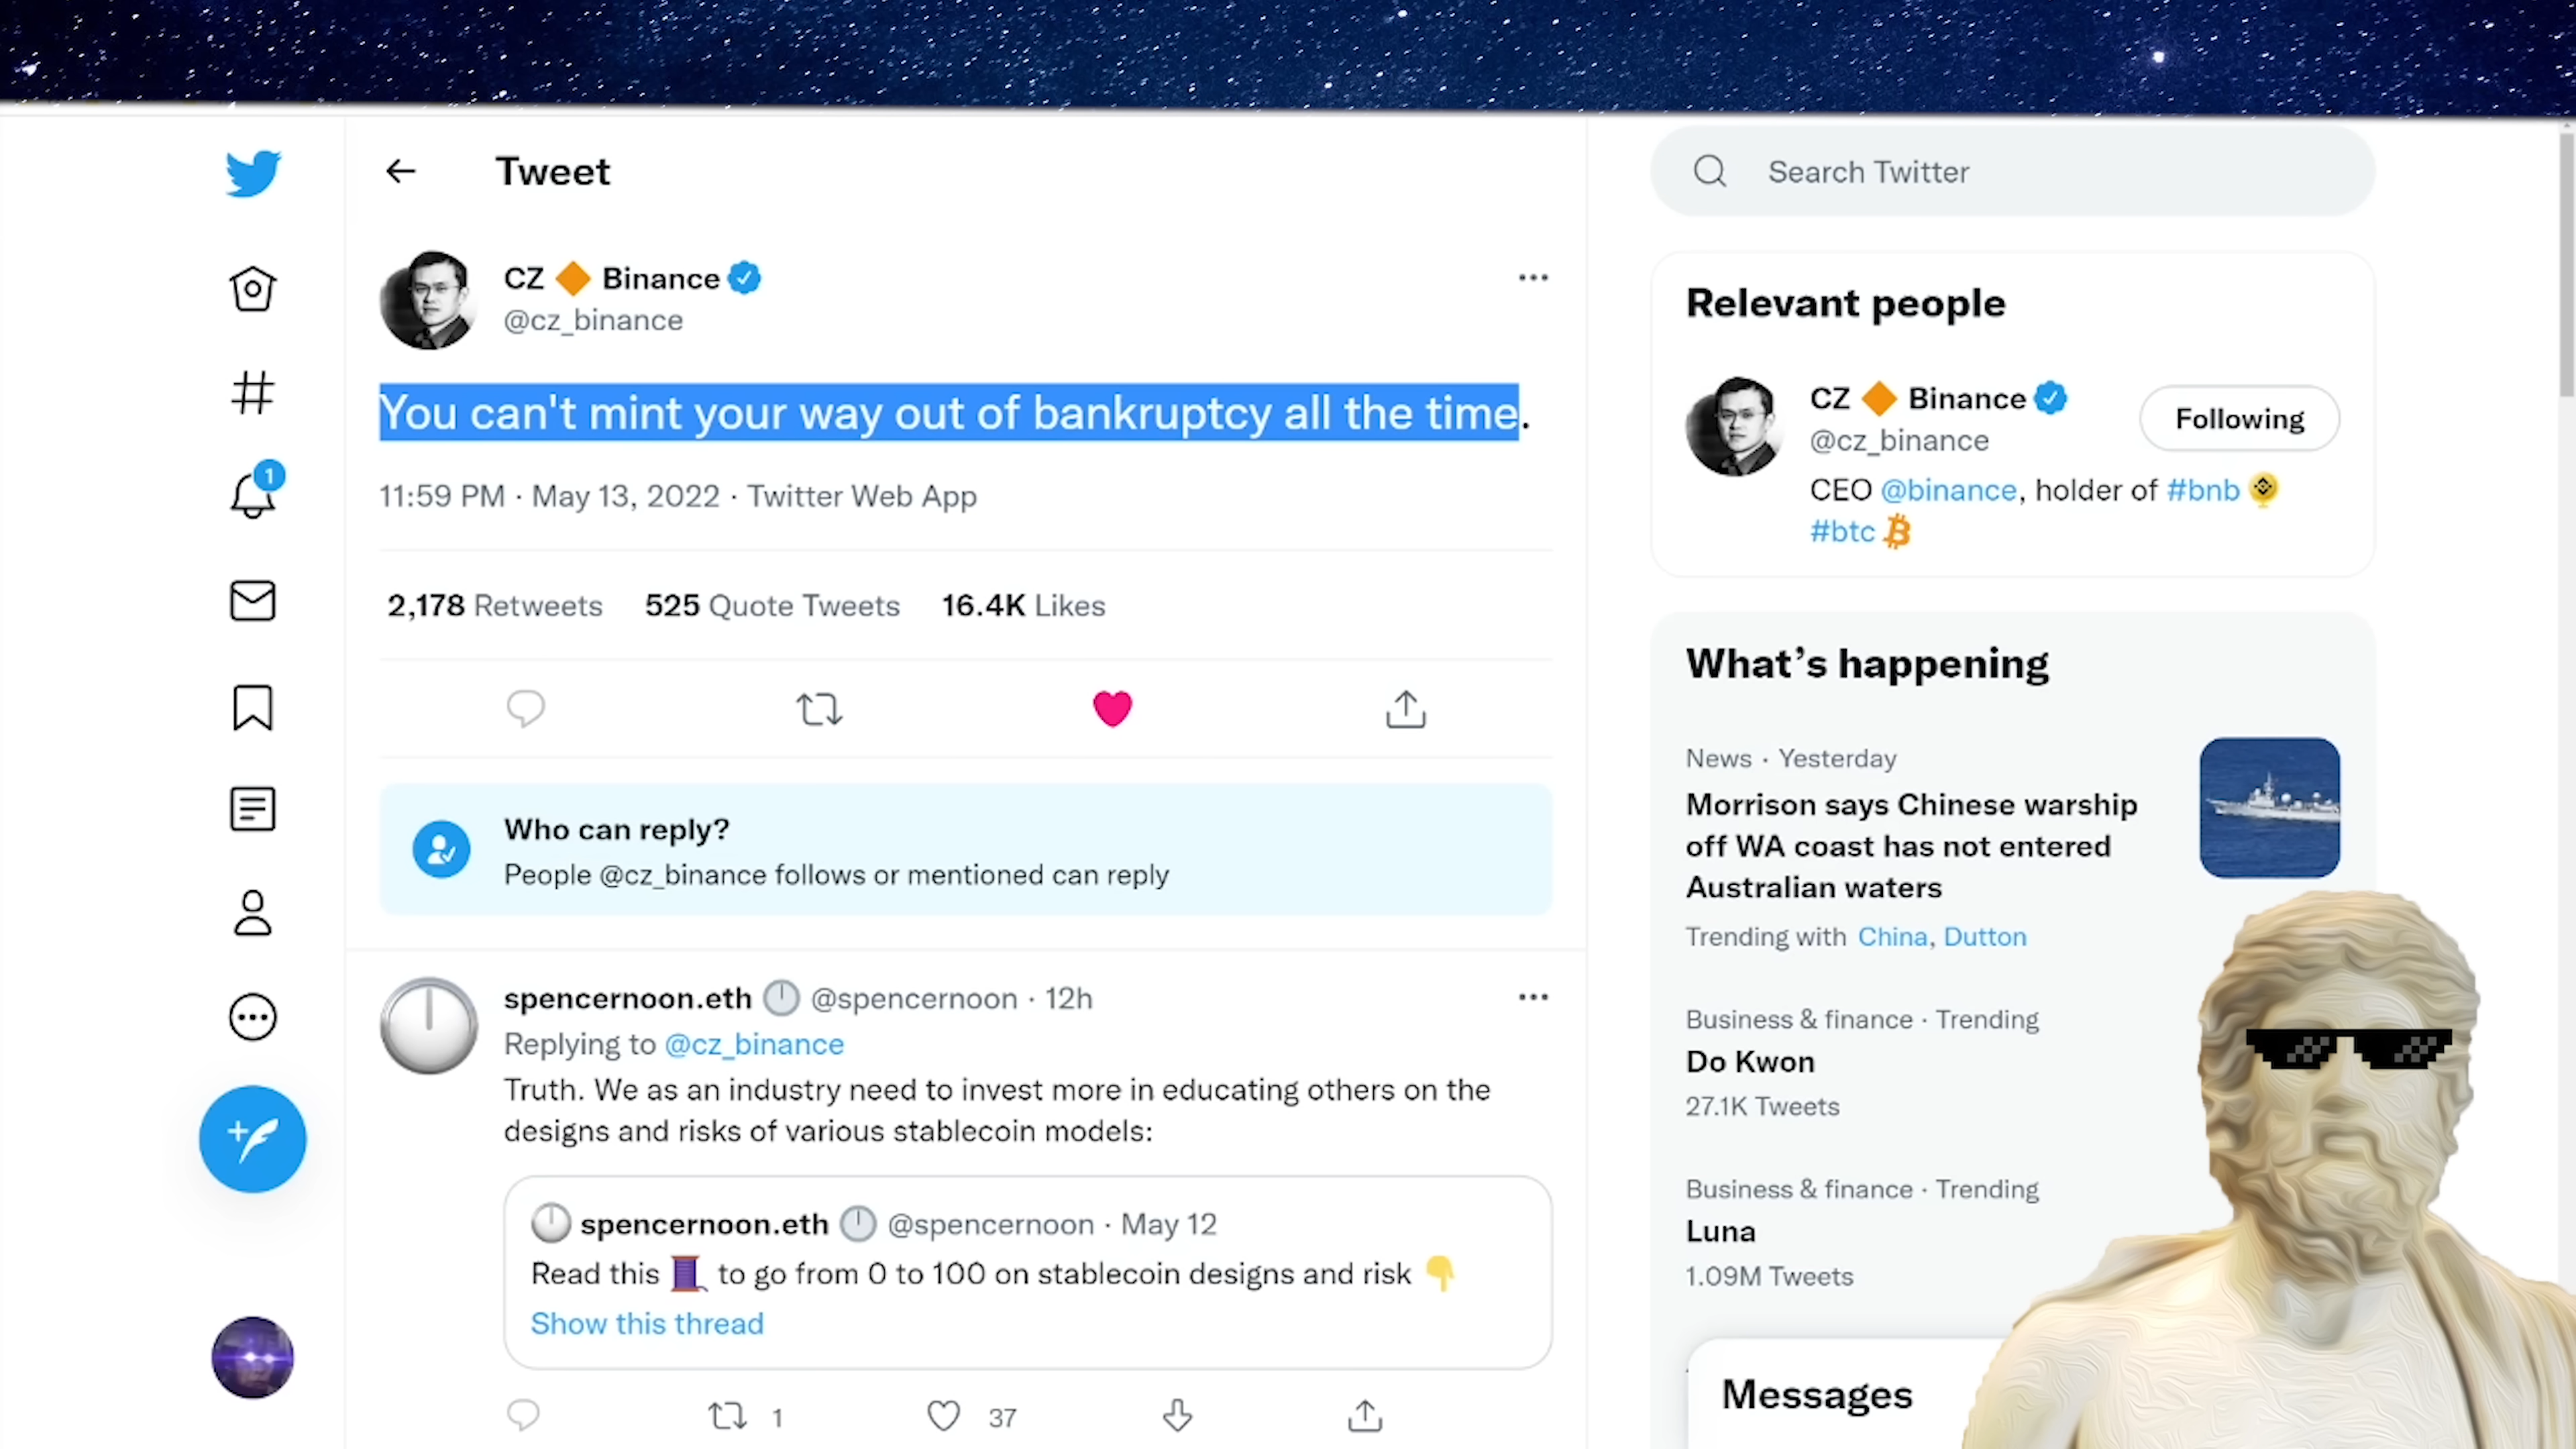 Tweet
CZ 🔶 Binance
@cz_binance
You can't mint your way out of bankruptcy all the time.
11:59 PM · May 13, 2022 · Twitter Web App
2,178 Retweets 525 Quote Tweets 16.4K Likes
Who can reply?
People @cz_binance follows or mentioned can reply
spencernoon.eth @spencernoon · 12h
Replying to @cz_binance
Truth. We as an industry need to invest more in educating others on the
designs and risks of various stablecoin models:
spencernoon.eth @spencernoon · May 12
Read this 🧵 to go from 0 to 100 on stablecoin designs and risk 👇
Show this thread
1 37
1
Search Twitter
Relevant people
CZ 🔶 Binance
@cz_binance
Following
CEO @binance, holder of #bnb
#btc
What’s happening
News · Yesterday
Morrison says Chinese warship
off WA coast has not entered
Australian waters
Trending with China, Dutton
Business & finance · Trending
Do Kwon
27.1K Tweets
Business & finance · Trending
Luna
1.09M Tweets
Messages